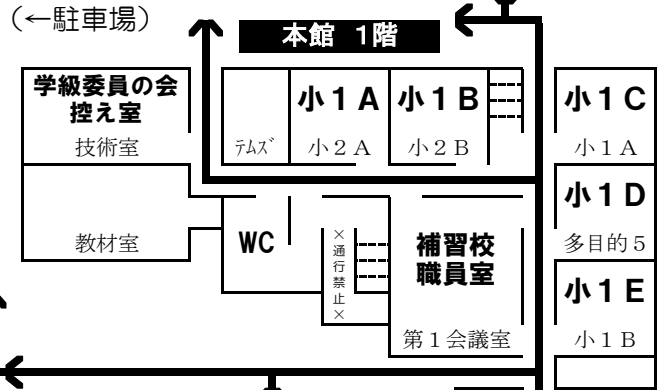 （←駐車場）
本館 1階
学級委員の会
控え室
技術室
ﾃﾑｽﾞ
小１Ａ
小２Ａ
小１Ｂ
小２Ｂ
小１Ｃ
小１Ａ
小１Ｄ
多目的５
小１Ｅ
小１Ｂ
教材室
WC
×通行禁止×
補習校
職員室
第１会議室